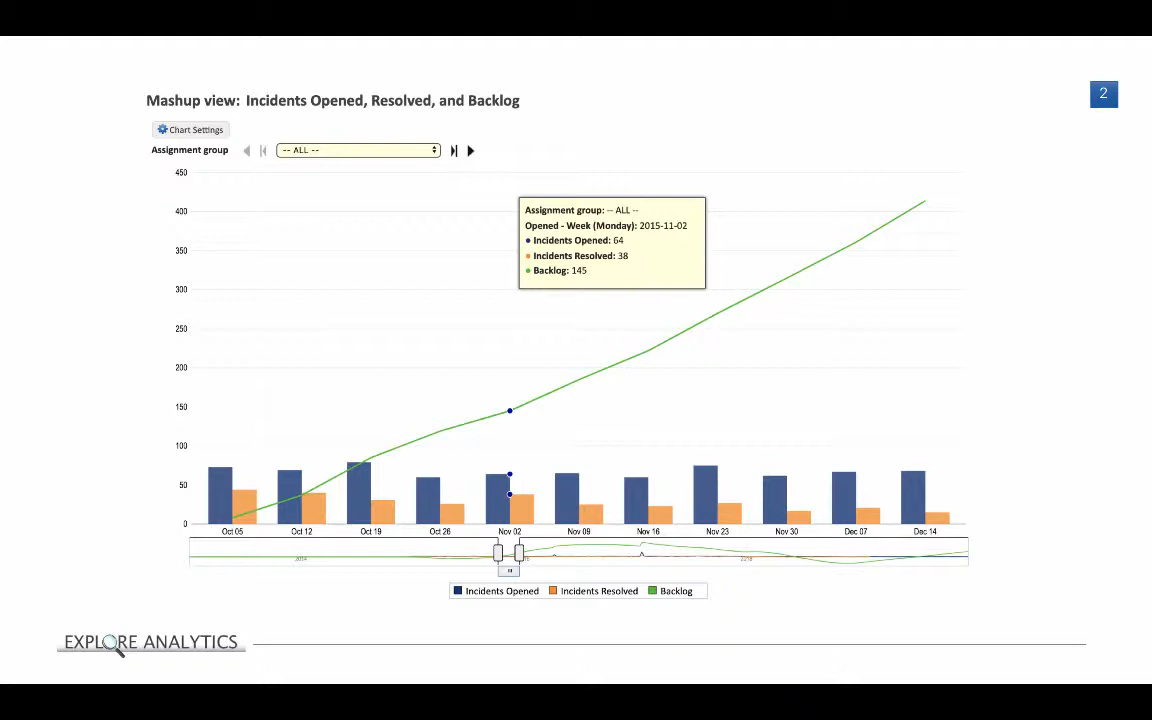 2
Mashup view: Incidents Opened, Resolved, and Backlog
Chart Settings
Assignment group
-- ALL --
450
400
350
300
250
200
150
100
50
0
Assignment group: -- ALL --
Opened - Week (Monday): 2015-11-02
Incidents Opened: 64
Incidents Resolved: 38
Backlog: 145
Oct 05 Oct 12 Oct 19 Oct 26 Nov 02 Nov 09 Nov 16 Nov 23 Nov 30 Dec 07 Dec 14
2014
Incidents Opened Incidents Resolved Backlog
EXPLORE ANALYTICS